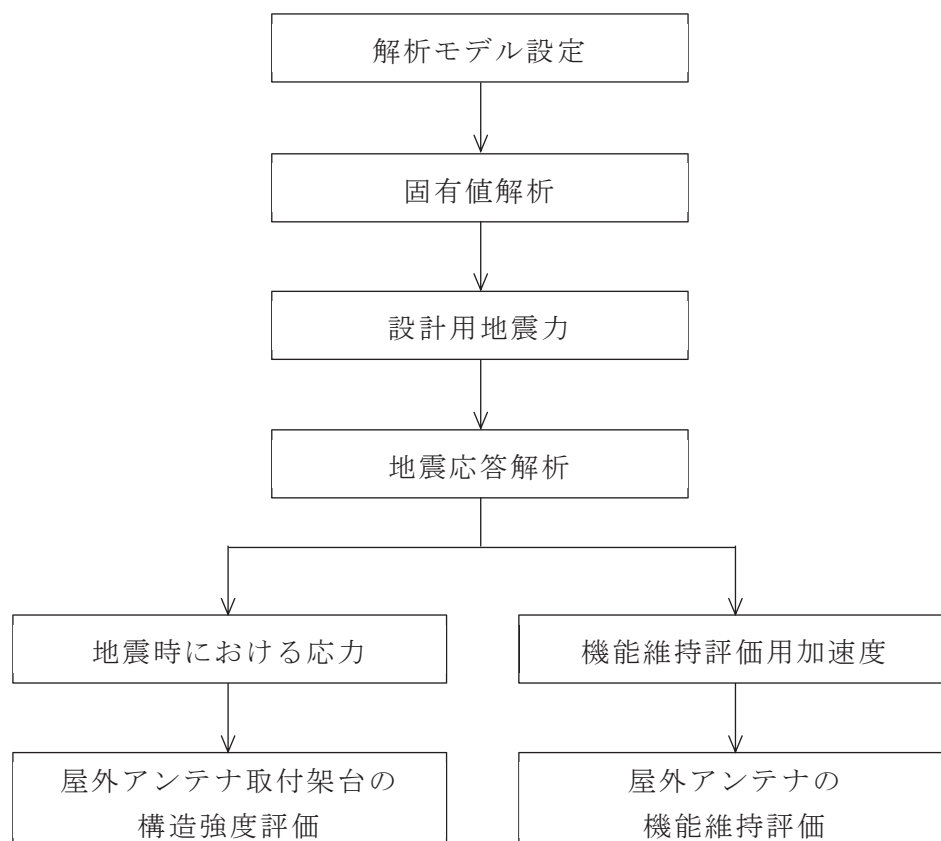 解析モデル設定
固有値解析
設計用地震力
地震応答解析
地震時における応力
機能維持評価用加速度
屋外アンテナ取付架台の
構造強度評価
屋外アンテナの
機能維持評価